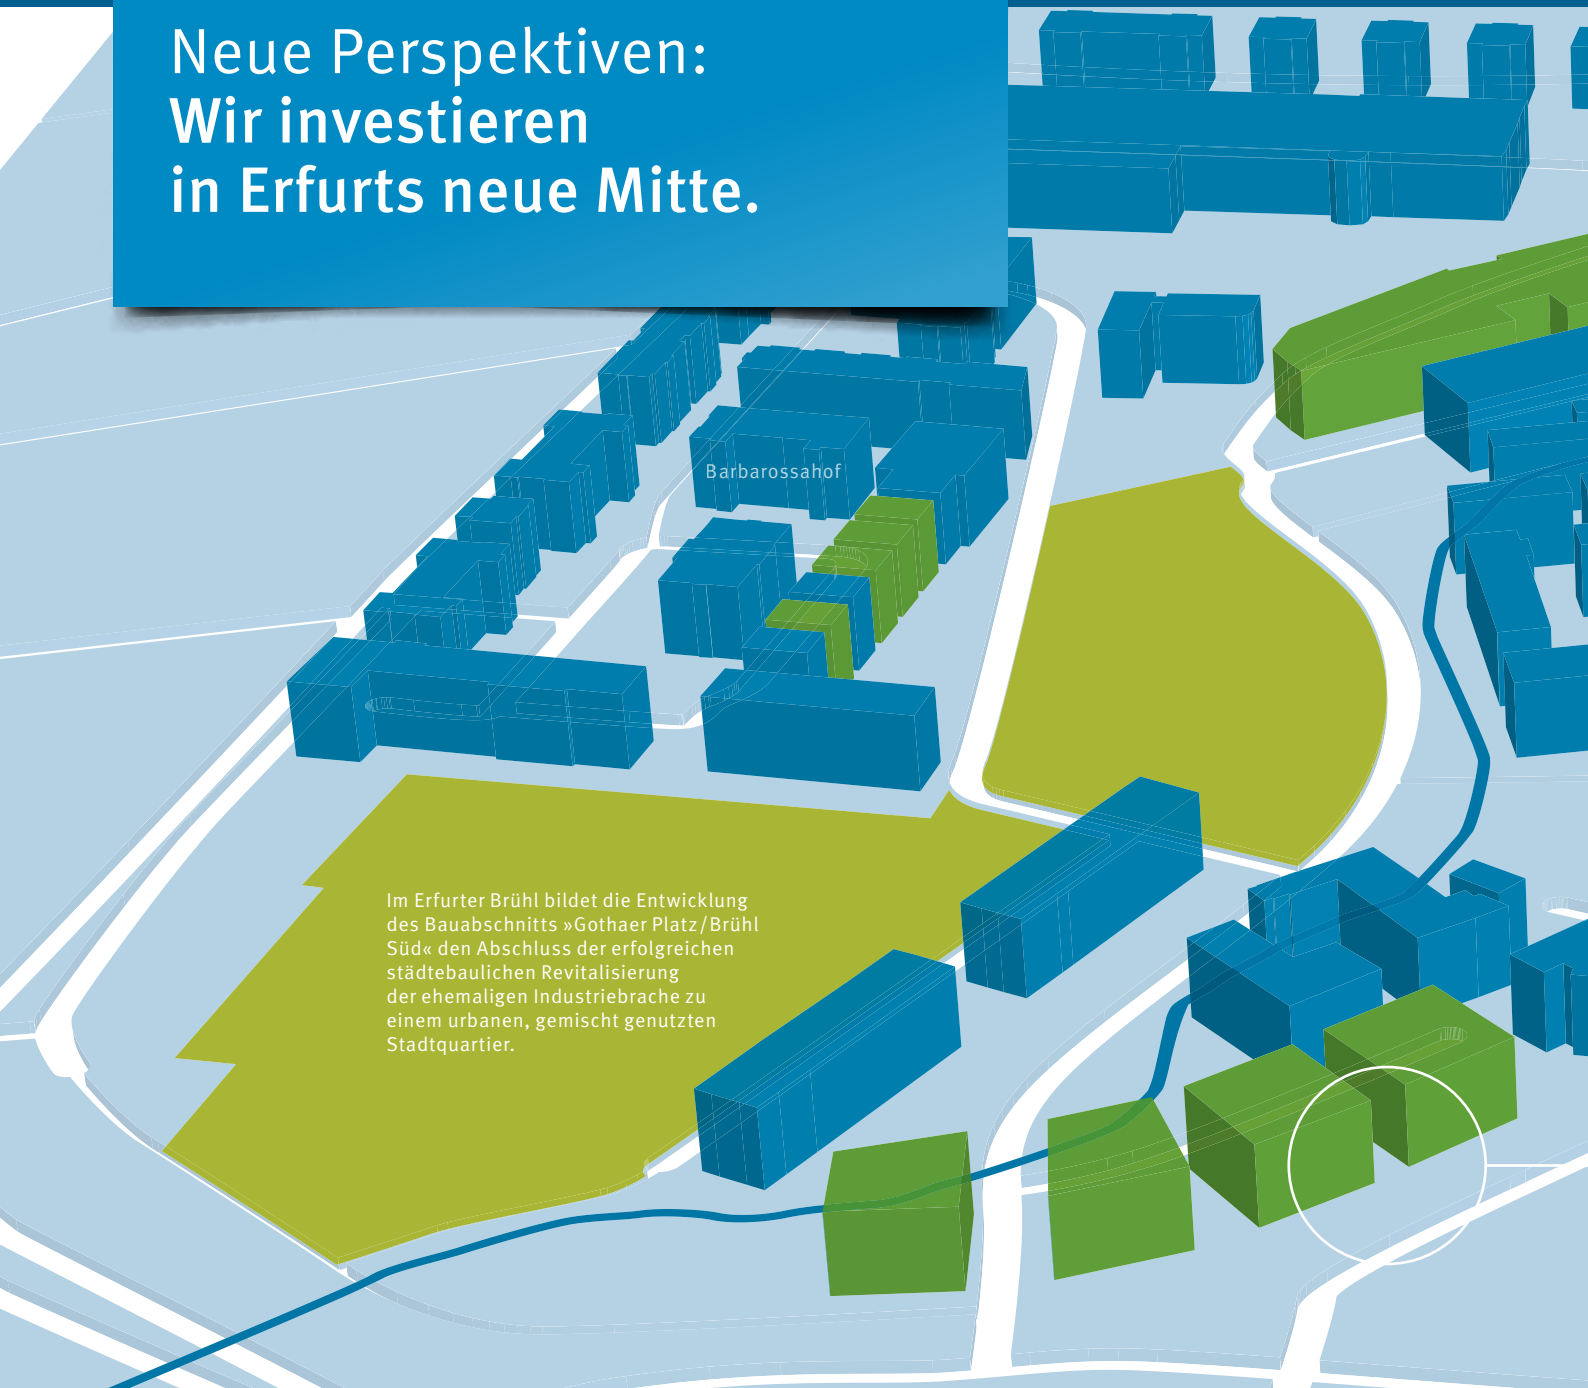 Neue Perspektiven:
Wir investieren
in Erfurts neue Mitte.
Barbarossahof
Im Erfurter Brühl bildet die Entwicklung
des Bauabschnitts »Gothaer Platz/Brühl
Süd« den Abschluss der erfolgreichen
städtebaulichen Revitalisierung
der ehemaligen Industriebrache zu
einem urbanen, gemischt genutzten
Stadtquartier.